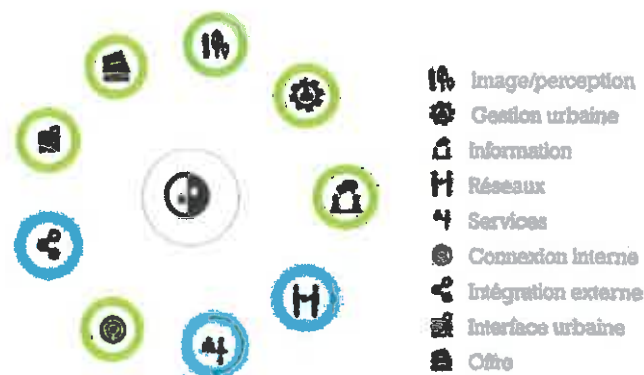 Image/perception
Gestion urbaine
Information
Réseaux
Services
Connexion interne
Intégration externe
Interface urbaine
Offre